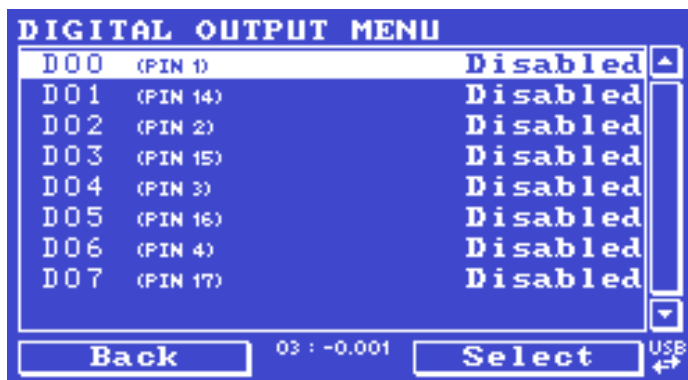 DIGITAL OUTPUT MENU
DO0 (PIN 1) Disabled
DO1 (PIN 14) Disabled
DO2 (PIN 2) Disabled
DO3 (PIN 15) Disabled
DO4 (PIN 3) Disabled
DO5 (PIN 16) Disabled
DO6 (PIN 4) Disabled
DO7 (PIN 17) Disabled
Back 03 : -0.001 Select USB